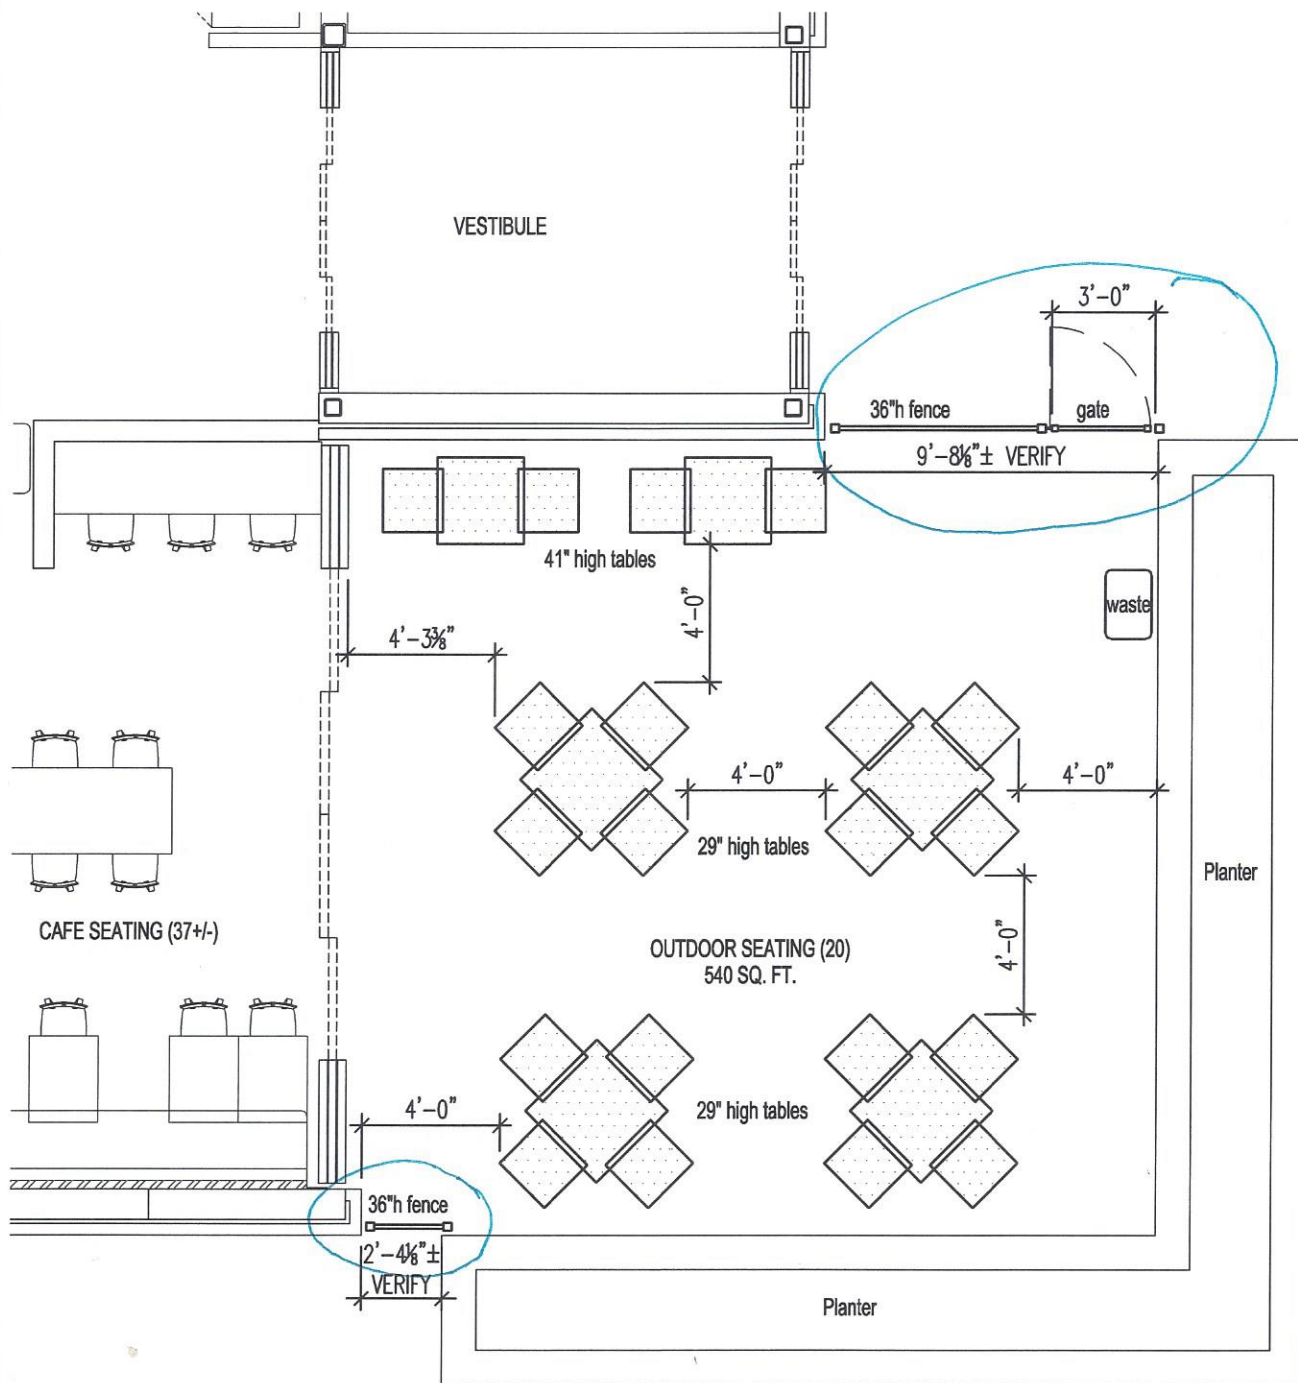 VESTIBULE
3'-0"
36"h fence
gate
9'-8⅛"± VERIFY
41" high tables
waste
4'-0"
4'-3⅜"
4'-0"
4'-0"
29" high tables
Planter
CAFE SEATING (37+/-)
OUTDOOR SEATING (20)
540 SQ. FT.
4'-0"
4'-0"
29" high tables
36"h fence
2'-4⅛"±
VERIFY
Planter